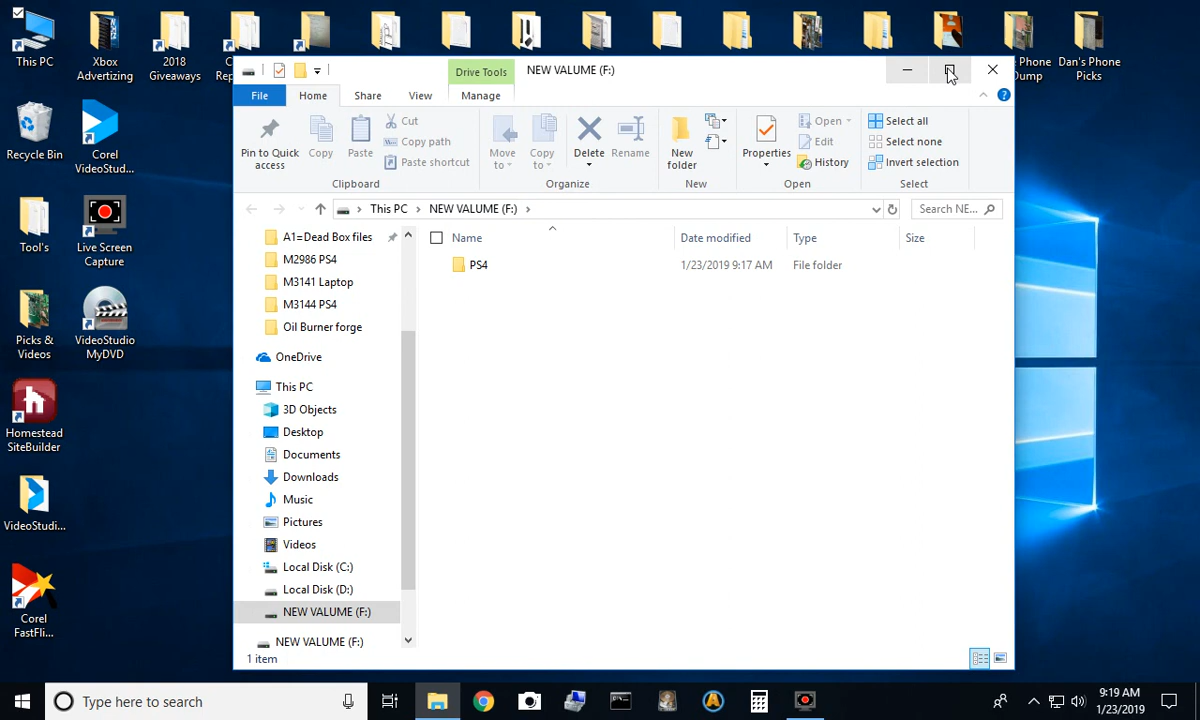 This PC
Xbox
Advertizing
2018
Giveaways
Phone
Dump
Dan's Phone
Picks
Recycle Bin
Corel
VideoStud...
Tool's
Live Screen
Capture
Picks &
Videos
VideoStudio
MyDVD
Homestead
SiteBuilder
VideoStudi...
Corel
FastFli...
Drive Tools
NEW VALUME (F:)
File
Home
Share
View
Manage
Pin to Quick
access
Copy
Paste
Cut
Copy path
Paste shortcut
Clipboard
Move
to
Copy
to
Delete
Rename
Organize
New
folder
New
Properties
Open
Edit
History
Open
Select all
Select none
Invert selection
Select
This PC
NEW VALUME (F:)
Search NE...
A1=Dead Box files
M2986 PS4
M3141 Laptop
M3144 PS4
Oil Burner forge
OneDrive
This PC
3D Objects
Desktop
Documents
Downloads
Music
Pictures
Videos
Local Disk (C:)
Local Disk (D:)
NEW VALUME (F:)
NEW VALUME (F:)
Name
Date modified
Type
Size
PS4
1/23/2019 9:17 AM
File folder
1 item
Type here to search
9:19 AM
1/23/2019